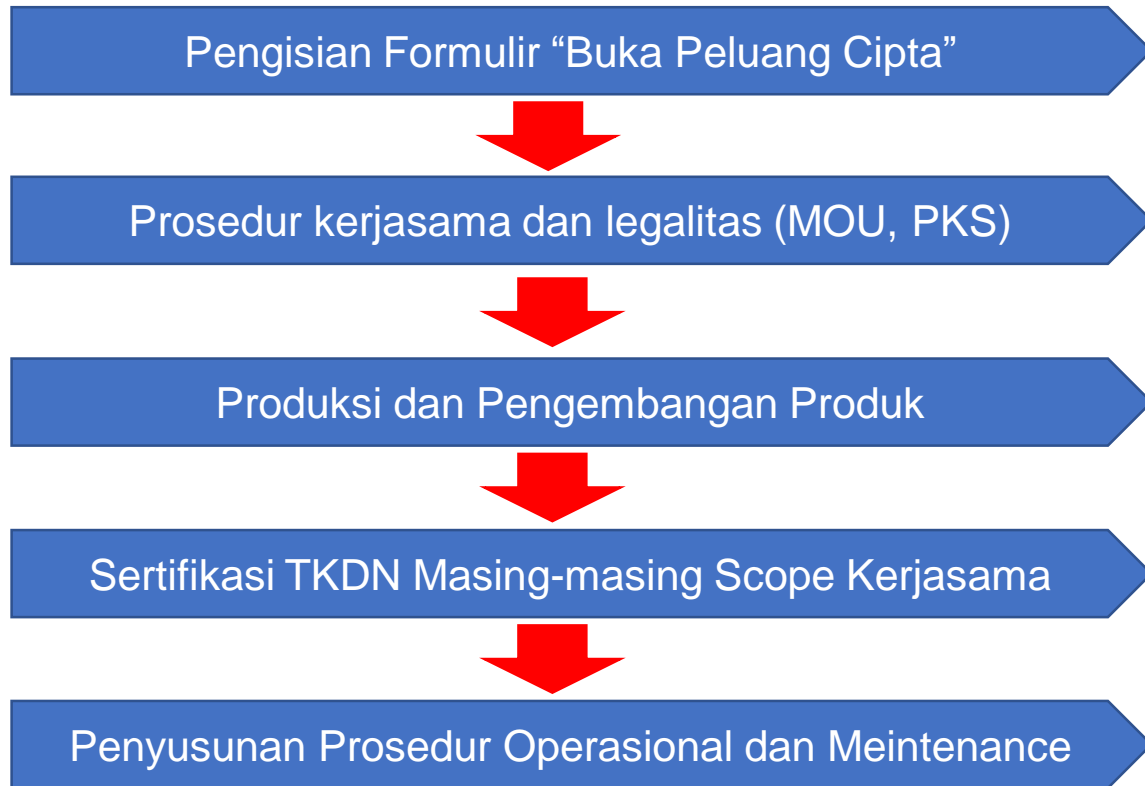 Pengisian Formulir “Buka Peluang Cipta”
Prosedur kerjasama dan legalitas (MOU, PKS)
Produksi dan Pengembangan Produk
Sertifikasi TKDN Masing-masing Scope Kerjasama
Penyusunan Prosedur Operasional dan Meintenance